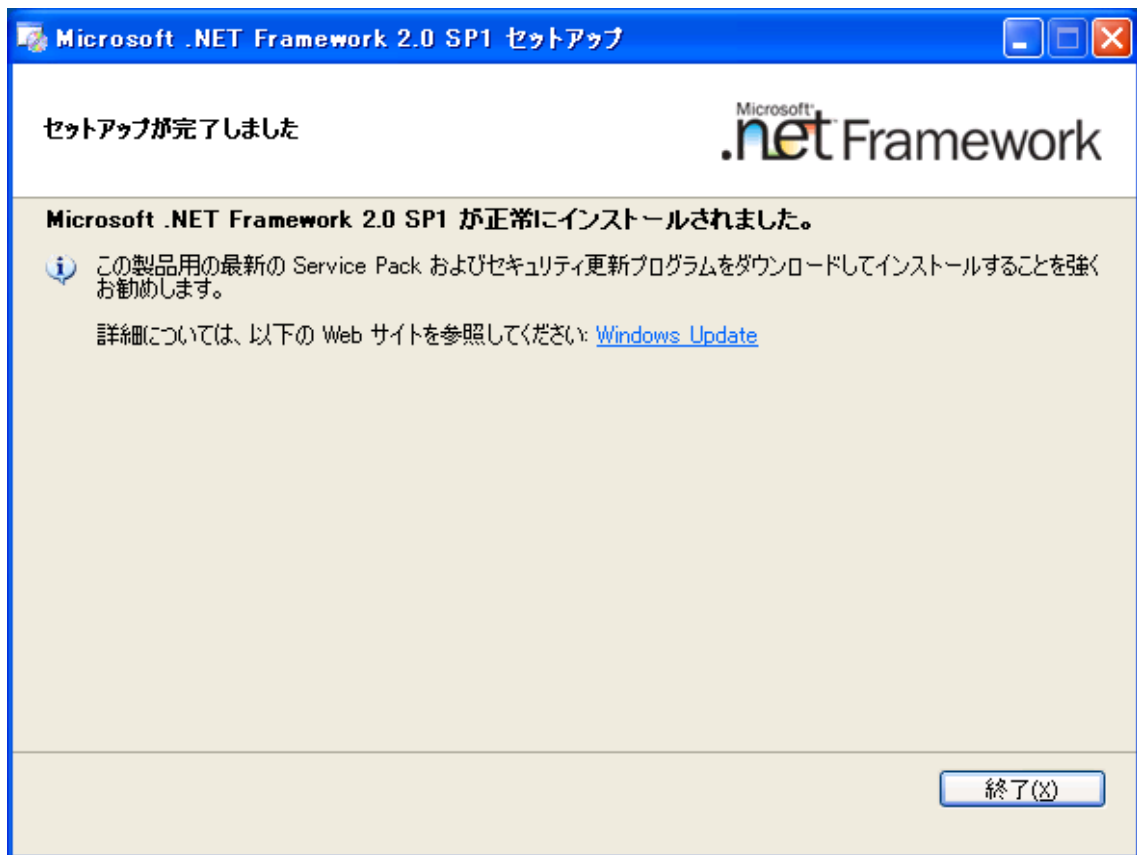 Microsoft .NET Framework 2.0 SP1 セットアップ
セットアップが完了しました
Microsoft
.net Framework
Microsoft .NET Framework 2.0 SP1 が正常にインストールされました。
この製品用の最新の Service Pack およびセキュリティ更新プログラムをダウンロードしてインストールすることを強く
お勧めします。
詳細については、以下の Web サイトを参照してください: Windows Update
終了(X)